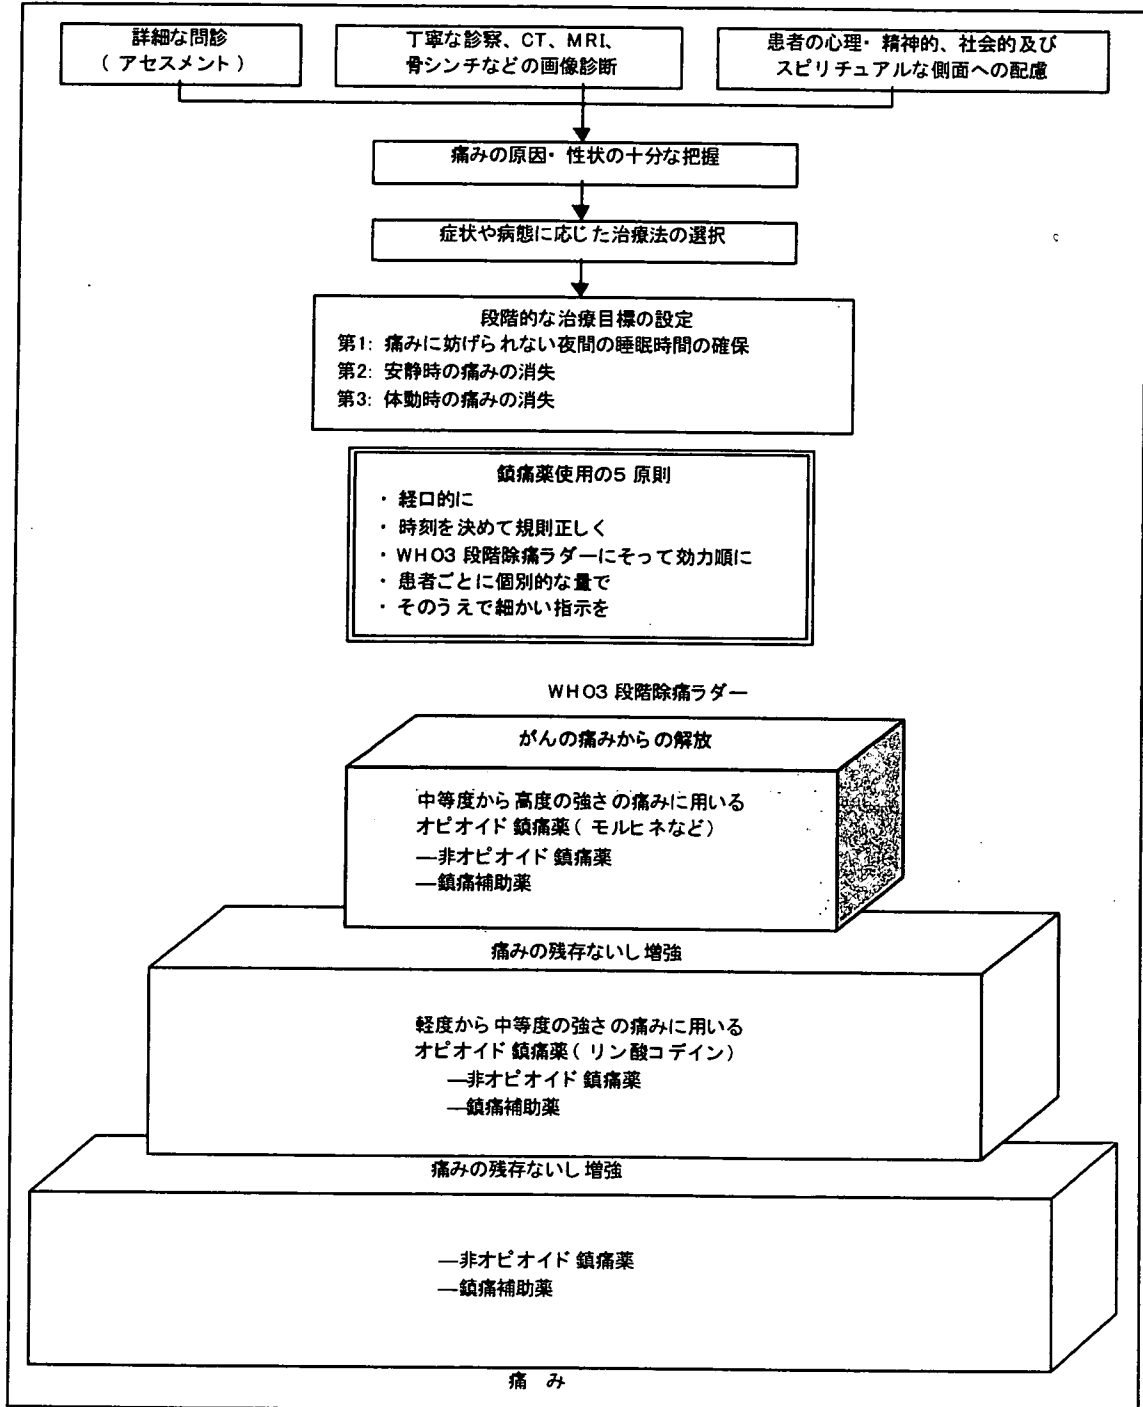 詳細な問診
( アセスメント )
丁寧な診察、CT、MRI、
骨シンチなどの画像診断
患者の心理・精神的、社会的及び
スピリチュアルな側面への配慮
痛みの原因・性状の十分な把握
症状や病態に応じた治療法の選択
段階的な治療目標の設定
第1: 痛みに妨げられない夜間の睡眠時間の確保
第2: 安静時の痛みの消失
第3: 体動時の痛みの消失
鎮痛薬使用の5原則
・ 経口的に
・ 時刻を決めて規則正しく
・ WHO3段階除痛ラダーにそって効力順に
・ 患者ごとに個別的な量で
・ そのうえで細かい指示を
WHO3段階除痛ラダー
がんの痛みからの解放
中等度から高度の強さの痛みに用いる
オピオイド鎮痛薬( モルヒネなど)
―非オピオイド鎮痛薬
―鎮痛補助薬
痛みの残存ないし増強
軽度から中等度の強さの痛みに用いる
オピオイド鎮痛薬( リン酸コデイン)
―非オピオイド鎮痛薬
―鎮痛補助薬
痛みの残存ないし増強
―非オピオイド鎮痛薬
―鎮痛補助薬
痛 み